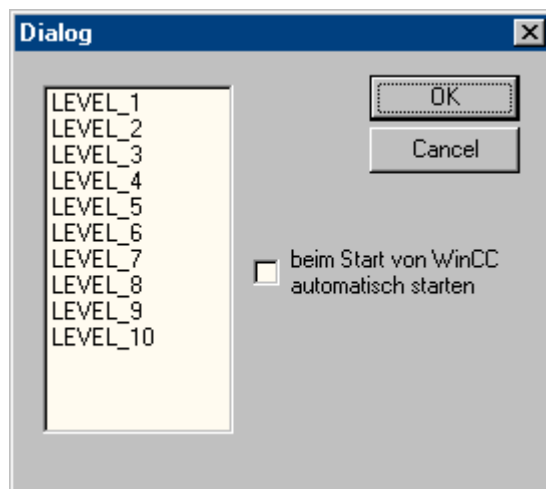 Dialog
LEVEL_1
LEVEL_2
LEVEL_3
LEVEL_4
LEVEL_5
LEVEL_6
LEVEL_7
LEVEL_8
LEVEL_9
LEVEL_10
OK
Cancel
beim Start von WinCC
automatisch starten